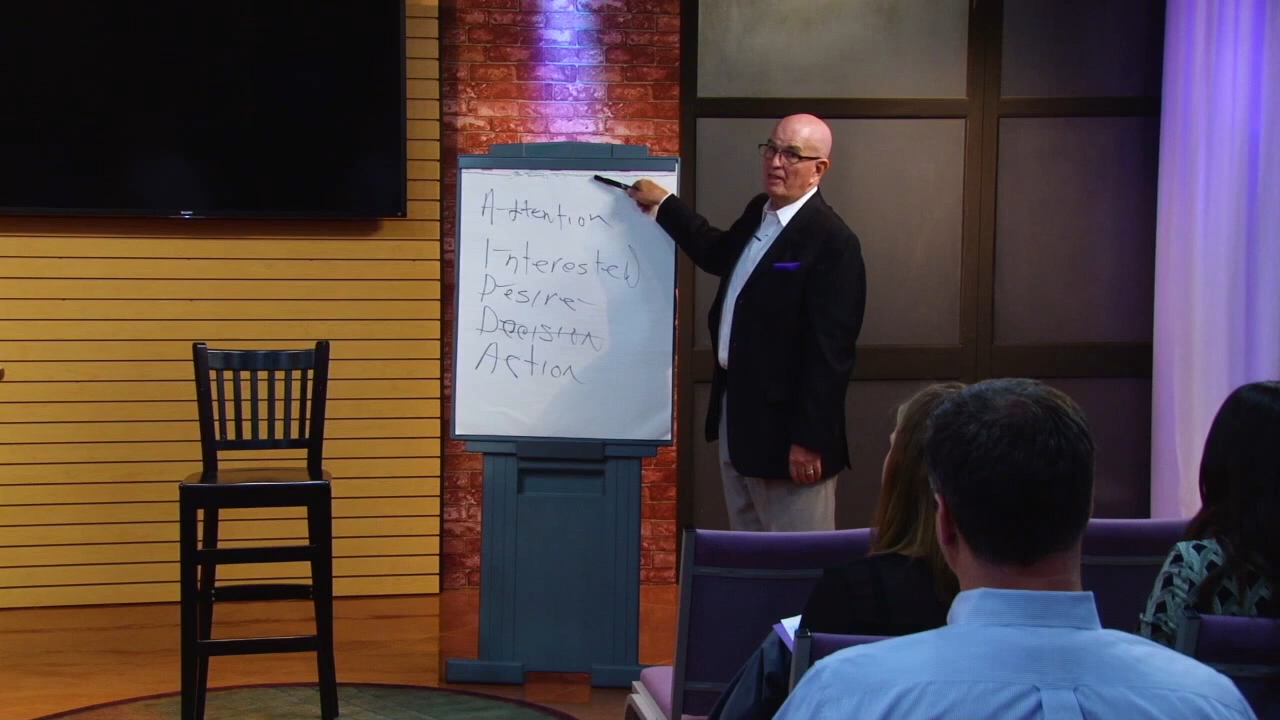 Attention
Interested
Desire
Decision
Action